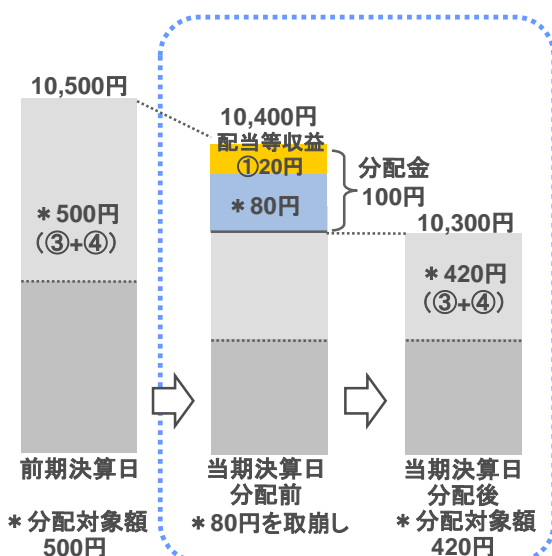 10,500円
＊500円
（③+④）
前期決算日
＊分配対象額
500円
10,400円
配当等収益
①20円
＊80円
分配金
100円
当期決算日
分配前
＊80円を取崩し
10,300円
＊420円
（③+④）
当期決算日
分配後
＊分配対象額
420円